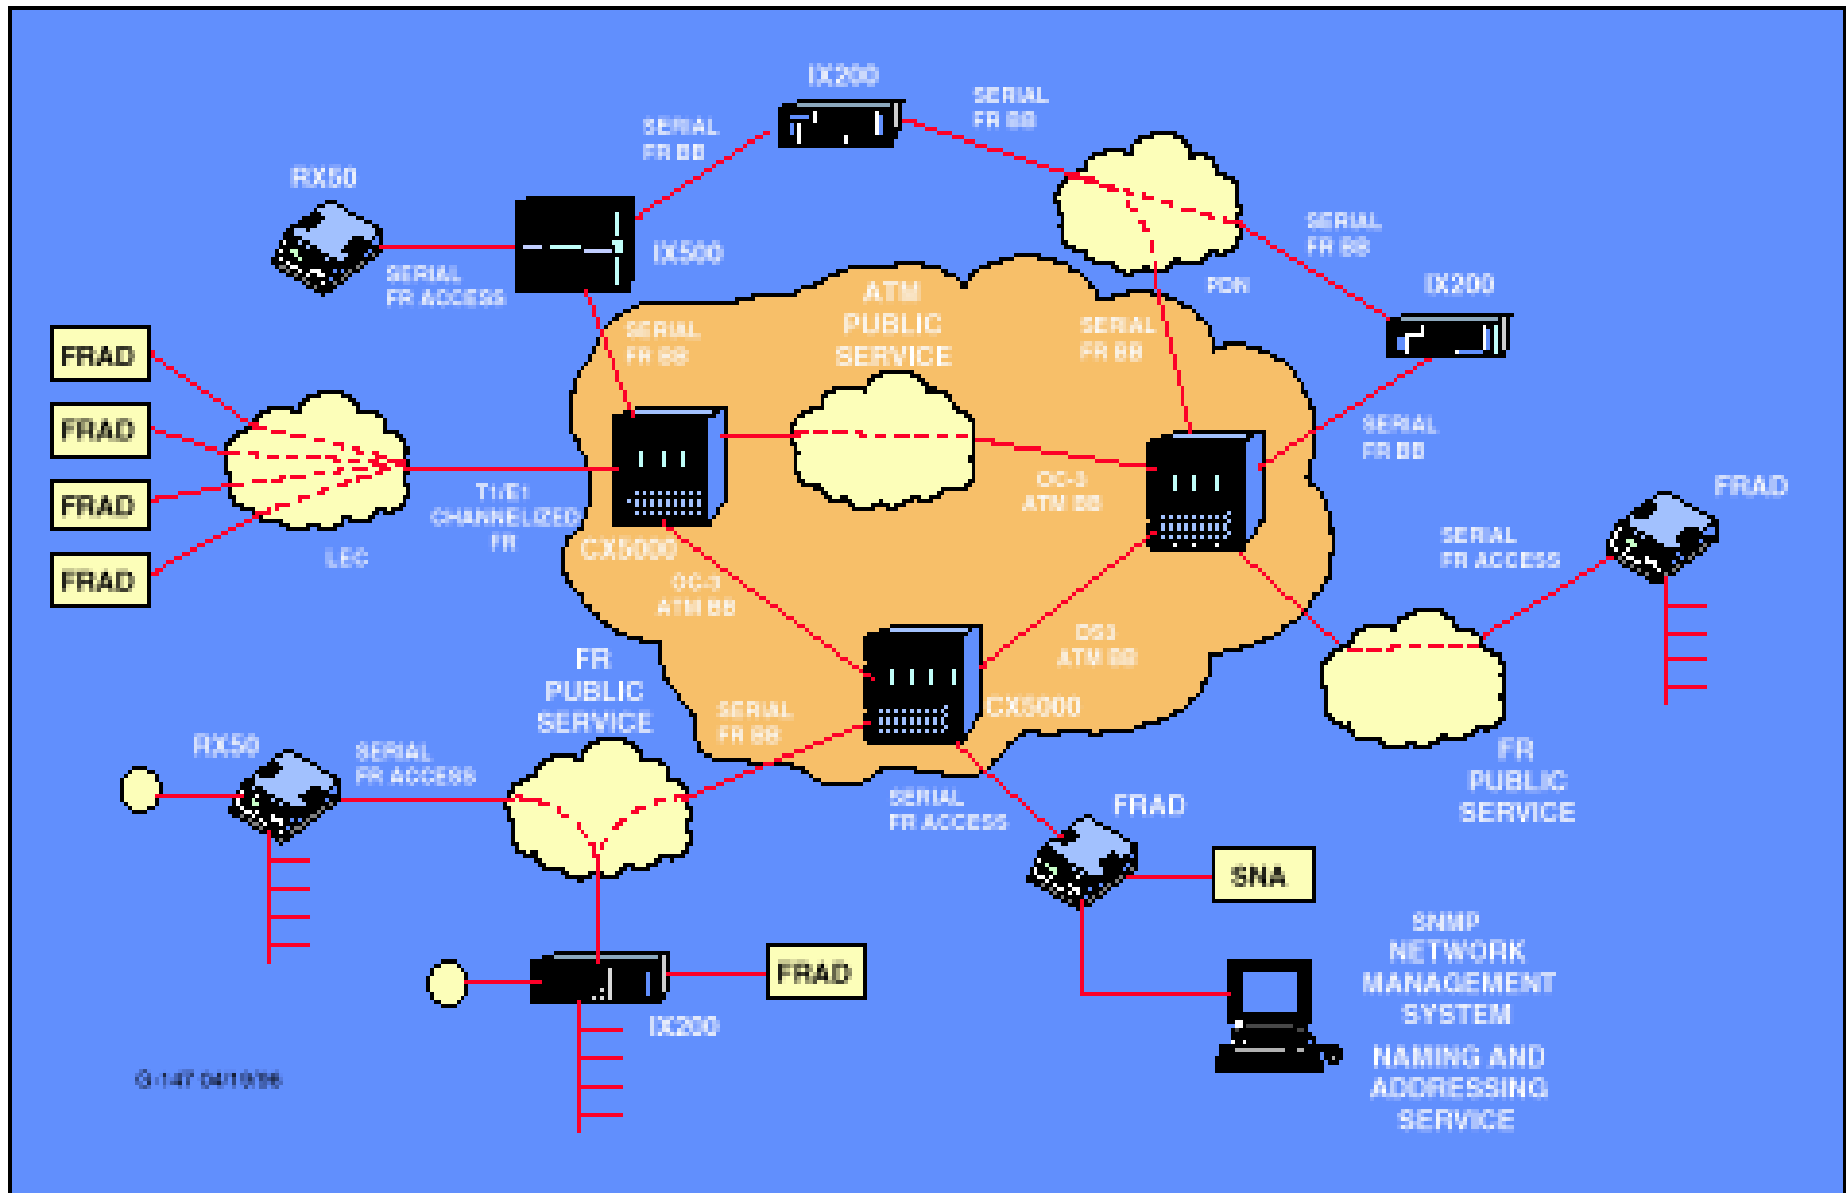 IX200
SERIAL
FR BB
SERIAL
FR BB
RX50
IX500
SERIAL
FR ACCESS
SERIAL
FR BB
PDN
IX200
ATM
PUBLIC
SERVICE
SERIAL
FR BB
SERIAL
FR BB
FRAD
FRAD
FRAD
FRAD
LEC
T1/E1
CHANNELIZED
FR
CX5000
SERIAL
FR BB
OC-3
ATM BB
OC-3
ATM BB
DS3
ATM BB
CX5000
FRAD
SERIAL
FR ACCESS
FR
PUBLIC
SERVICE
SERIAL
FR BB
RX50
SERIAL
FR ACCESS
FR
PUBLIC
SERVICE
SERIAL
FR ACCESS
FRAD
SNA
FRAD
IX200
SNMP
NETWORK
MANAGEMENT
SYSTEM
NAMING AND
ADDRESSING
SERVICE
G-147 04/19/96